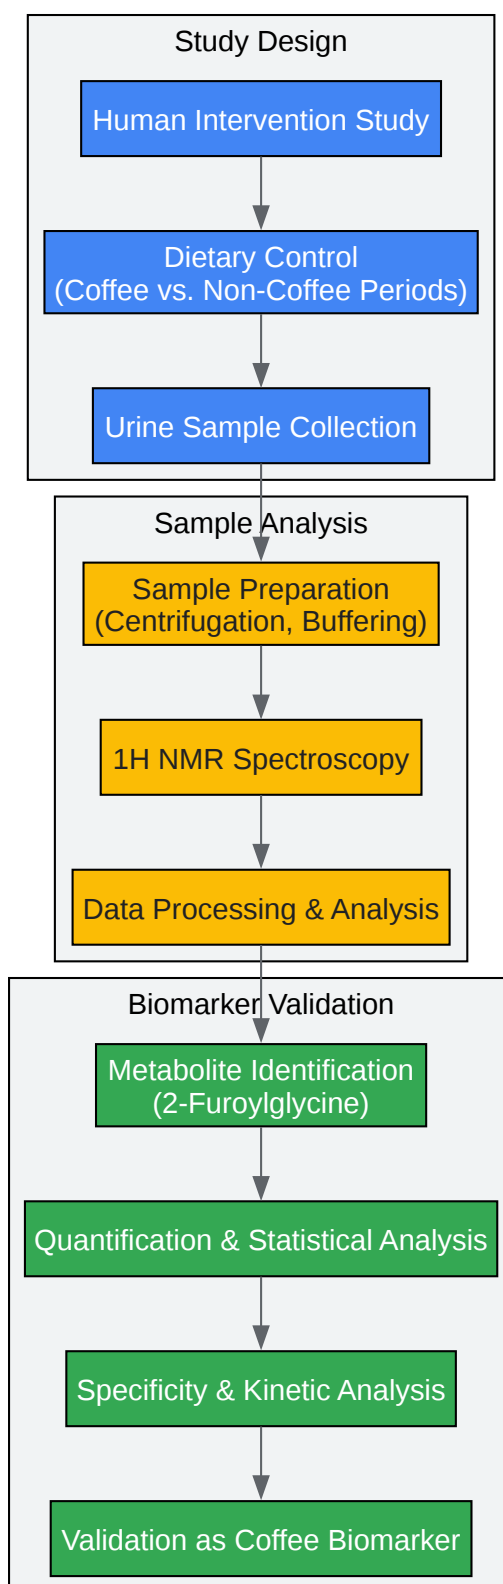 Study Design
Human Intervention Study
Dietary Control
(Coffee vs. Non-Coffee Periods)
Urine Sample Collection
Sample Analysis
Sample Preparation
(Centrifugation, Buffering)
1H NMR Spectroscopy
Data Processing & Analysis
Biomarker Validation
Metabolite Identification
(2-Furoylglycine)
Quantification & Statistical Analysis
Specificity & Kinetic Analysis
Validation as Coffee Biomarker